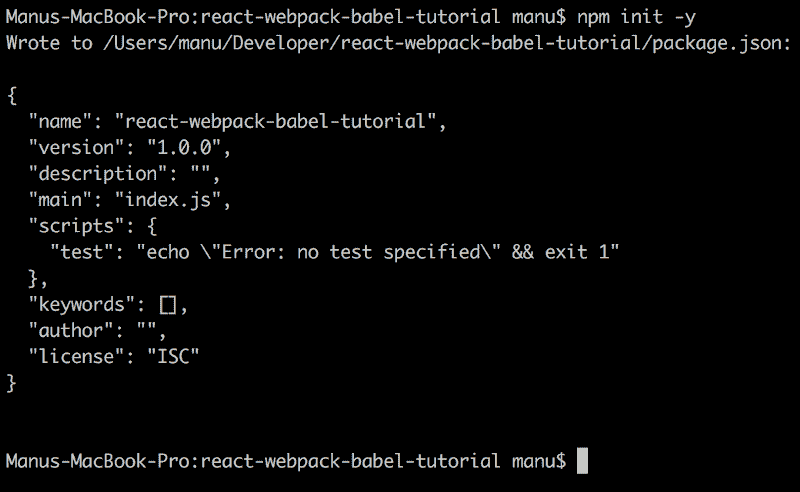 Manus-MacBook-Pro:react-webpack-babel-tutorial manu$ npm init -y
Wrote to /Users/manu/Developer/react-webpack-babel-tutorial/package.json:
{
  "name": "react-webpack-babel-tutorial",
  "version": "1.0.0",
  "description": "",
  "main": "index.js",
  "scripts": {
    "test": "echo \"Error: no test specified\" && exit 1"
  },
  "keywords": [],
  "author": "",
  "license": "ISC"
}
Manus-MacBook-Pro:react-webpack-babel-tutorial manu$